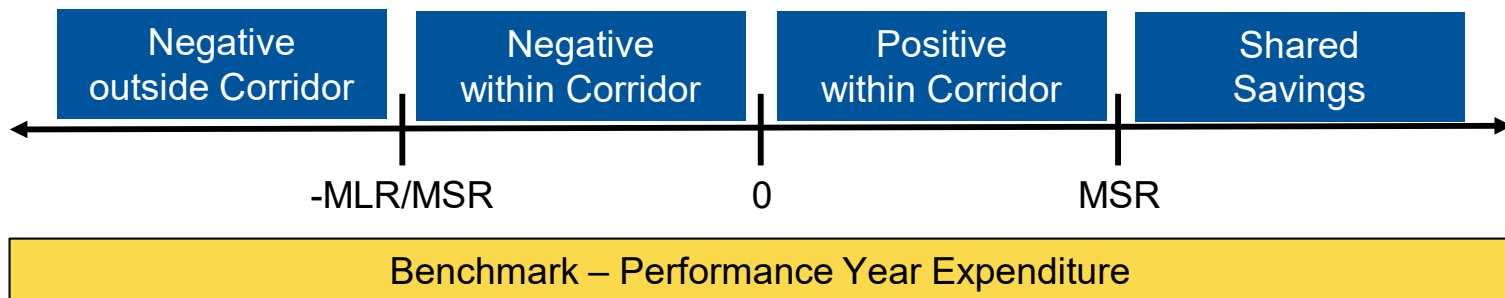 Negative
outside Corridor
Negative
within Corridor
Positive
within Corridor
Shared
Savings
-MLR/MSR
0
MSR
Benchmark – Performance Year Expenditure